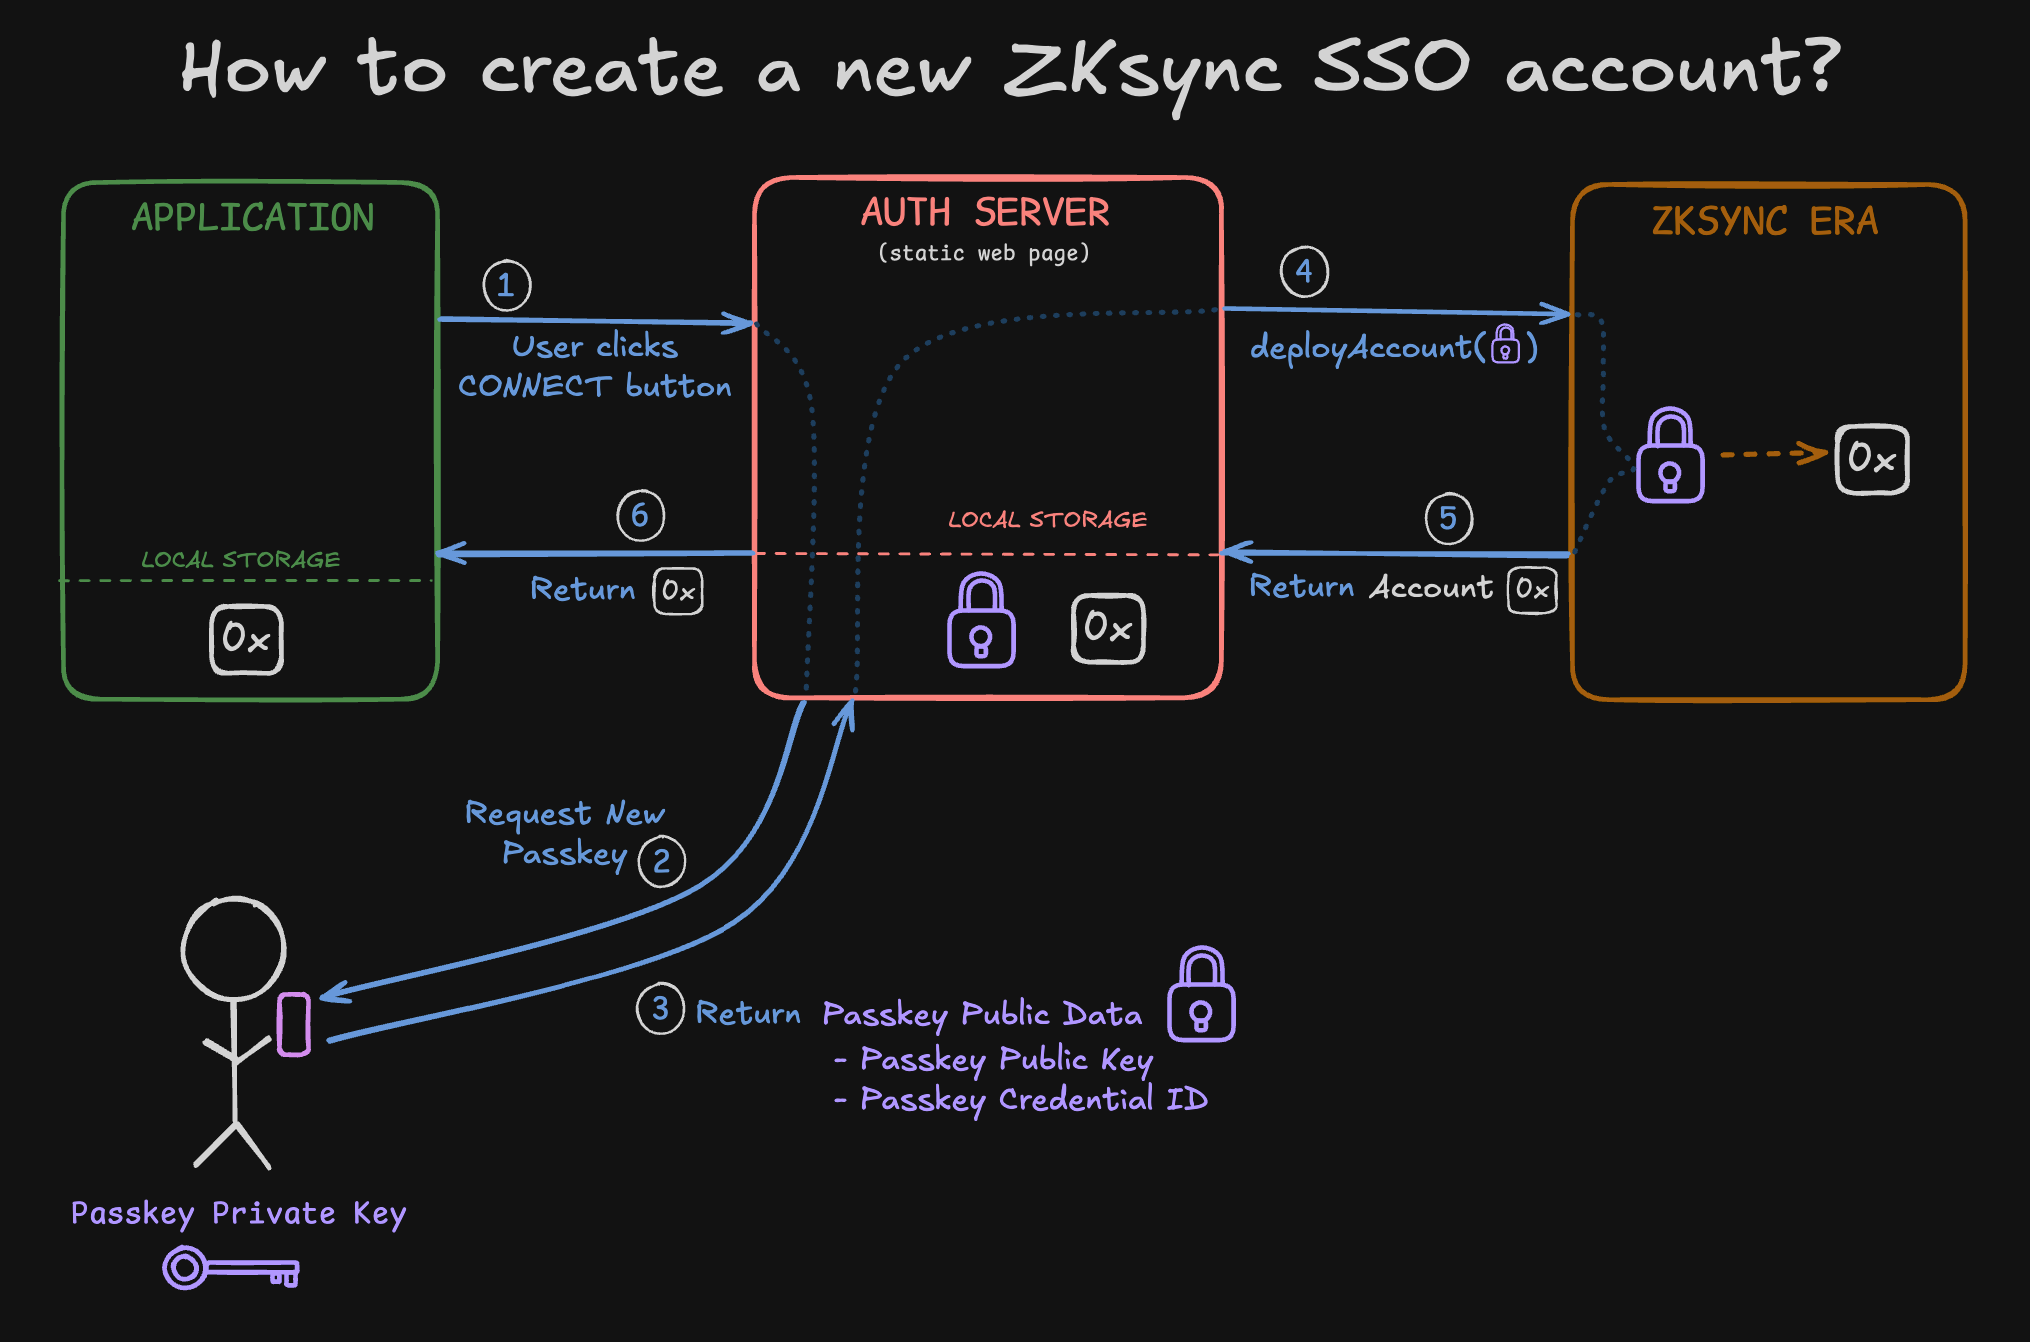 How to create a new ZKsync SSO account?
APPLICATION
LOCAL STORAGE
0x
1
User clicks
CONNECT button
6
Return 0x
AUTH SERVER
(static web page)
LOCAL STORAGE
0x
4
deployAccount( )
5
Return Account 0x
ZKSYNC ERA
0x
Request New
Passkey 2
3 Return Passkey Public Data
- Passkey Public Key
- Passkey Credential ID
Passkey Private Key